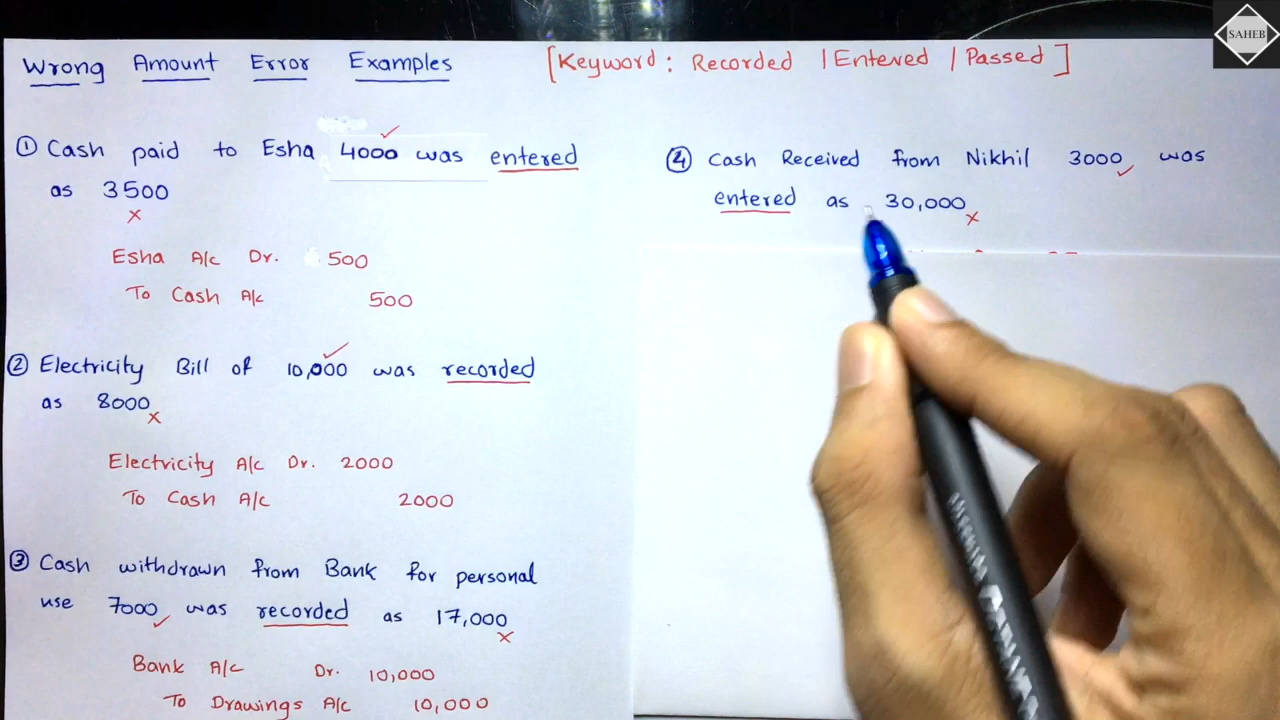 SAHEB
Wrong Amount Error Examples [Keyword: Recorded | Entered | Passed]
① Cash paid to Esha 4000 was entered
as 3500
Esha A/c Dr. 500
To Cash A/c 500
② Electricity Bill of 10,000 was recorded
as 8000
Electricity A/c Dr. 2000
To Cash A/c 2000
③ Cash withdrawn from Bank for personal
use 7000 was recorded as 17,000
Bank A/c Dr. 10,000
To Drawings A/c 10,000
④ Cash Received from Nikhil 3000 was
entered as 30,000